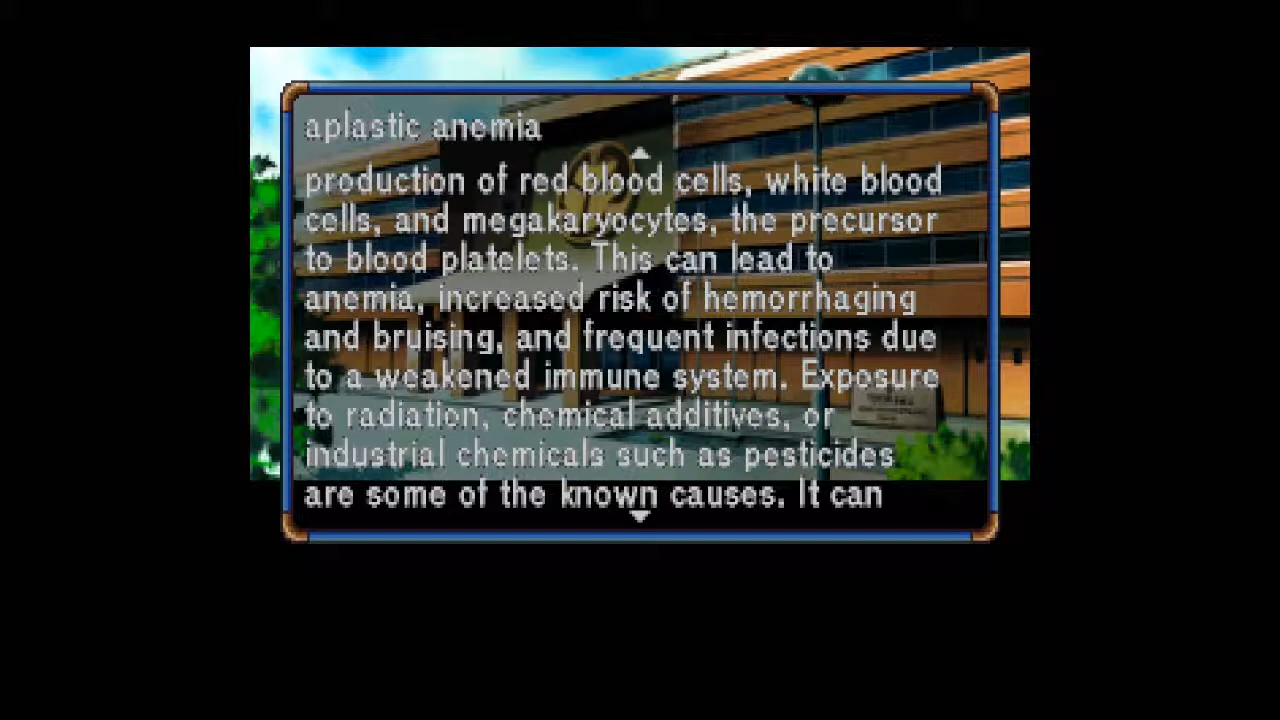 aplastic anemia
production of red blood cells, white blood
cells, and megakaryocytes, the precursor
to blood platelets. This can lead to
anemia, increased risk of hemorrhaging
and bruising, and frequent infections due
to a weakened immune system. Exposure
to radiation, chemical additives, or
industrial chemicals such as pesticides
are some of the known causes. It can